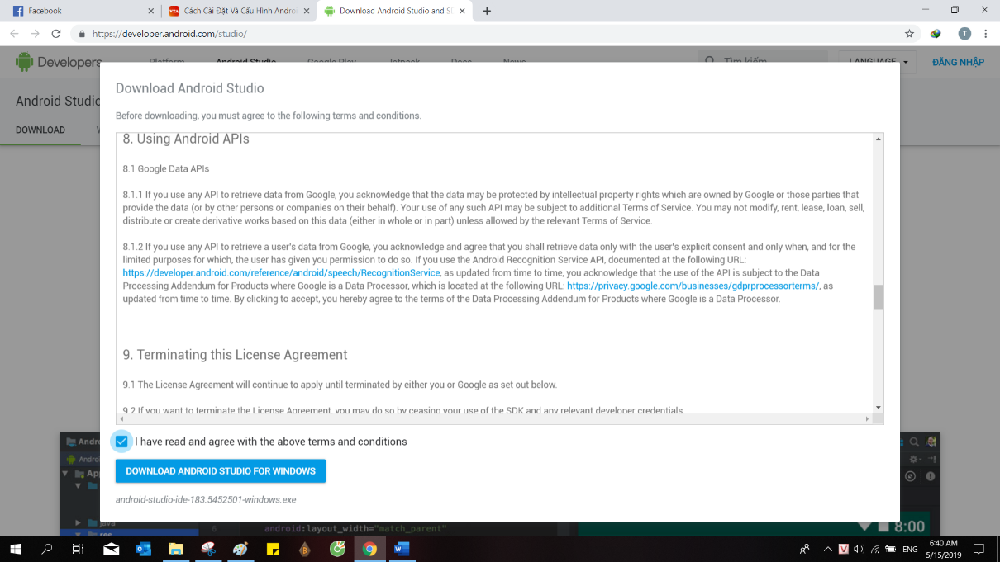 Facebook
Cách Cài Đặt Và Cấu Hình Andro
Download Android Studio and S
https://developer.android.com/studio/
Developers
Platform
Android Studio
Google Play
Jetpack
Docs
News
Tìm kiếm
LANGUAGE
ĐĂNG NHẬP
Android Studio
DOWNLOAD
Download Android Studio
Before downloading, you must agree to the following terms and conditions.
8. Using Android APIs
8.1 Google Data APIs
8.1.1 If you use any API to retrieve data from Google, you acknowledge that the data may be protected by intellectual property rights which are owned by Google or those parties that
provide the data (or by other persons or companies on their behalf). Your use of any such API may be subject to additional Terms of Service. You may not modify, rent, lease, loan, sell,
distribute or create derivative works based on this data (either in whole or in part) unless allowed by the relevant Terms of Service.
8.1.2 If you use any API to retrieve a user's data from Google, you acknowledge and agree that you shall retrieve data only with the user's explicit consent and only when, and for the
limited purposes for which, the user has given you permission to do so. If you use the Android Recognition Service API, documented at the following URL:
https://developer.android.com/reference/android/speech/RecognitionService, as updated from time to time, you acknowledge that the use of the API is subject to the Data
Processing Addendum for Products where Google is a Data Processor, which is located at the following URL: https://privacy.google.com/businesses/gdprprocessorterms/, as
updated from time to time. By clicking to accept, you hereby agree to the terms of the Data Processing Addendum for Products where Google is a Data Processor.
9. Terminating this License Agreement
9.1 The License Agreement will continue to apply until terminated by either you or Google as set out below.
9.2 If you want to terminate the License Agreement, you may do so by ceasing your use of the SDK and any relevant developer credentials.
I have read and agree with the above terms and conditions
DOWNLOAD ANDROID STUDIO FOR WINDOWS
android-studio-ide-183.5452501-windows.exe
Andro
Androi
App
java
res
6 android:layout_width="match_parent"
8:00
ENG
6:40 AM
5/15/2019